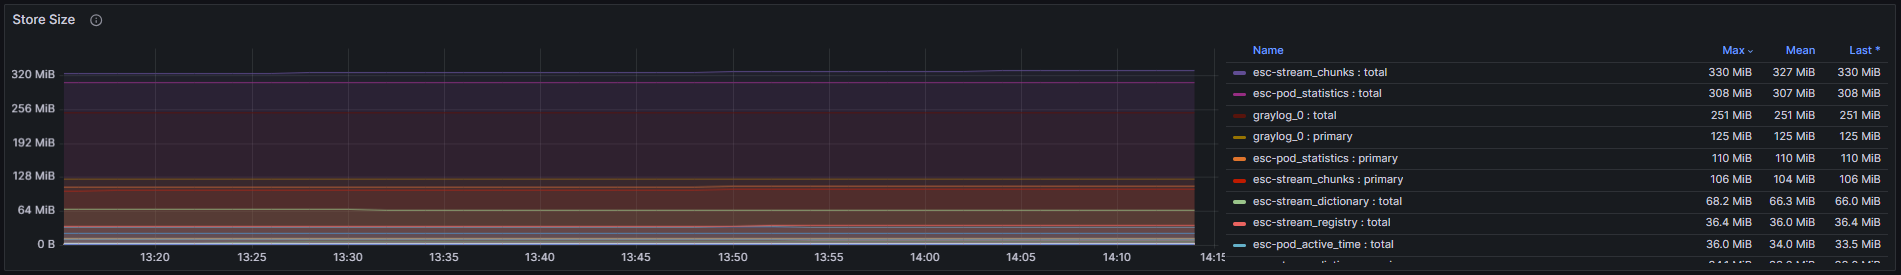 Store Size
Name Max Mean Last *
320 MiB
256 MiB
192 MiB
128 MiB
64 MiB
0 B
13:20 13:25 13:30 13:35 13:40 13:45 13:50 13:55 14:00 14:05 14:10 14:15
esc-stream_chunks : total 330 MiB 327 MiB 330 MiB
esc-pod_statistics : total 308 MiB 307 MiB 308 MiB
graylog_0 : total 251 MiB 251 MiB 251 MiB
graylog_0 : primary 125 MiB 125 MiB 125 MiB
esc-pod_statistics : primary 110 MiB 110 MiB 110 MiB
esc-stream_chunks : primary 106 MiB 104 MiB 106 MiB
esc-stream_dictionary : total 68.2 MiB 66.3 MiB 66.0 MiB
esc-stream_registry : total 36.4 MiB 36.0 MiB 36.4 MiB
esc-pod_active_time : total 36.0 MiB 34.0 MiB 33.5 MiB